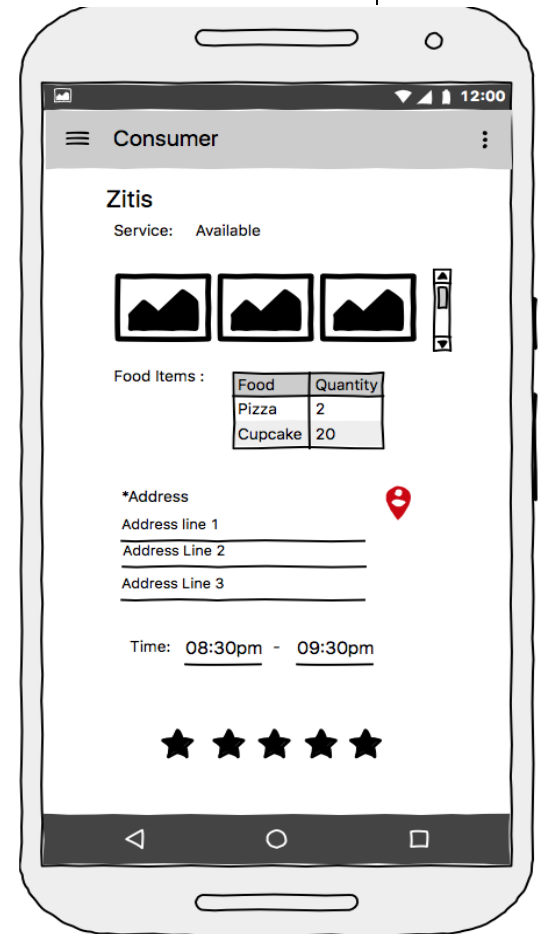 12:00
Consumer
Zitis
Service: Available
Food Items :
Food Quantity
Pizza 2
Cupcake 20
*Address
Address line 1
Address Line 2
Address Line 3
Time: 08:30pm - 09:30pm